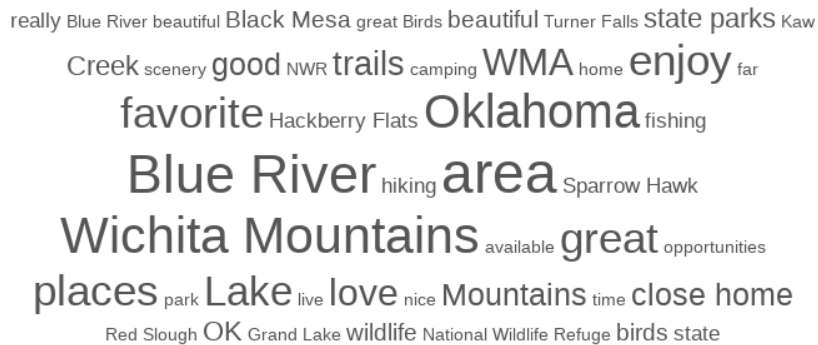 really Blue River beautiful Black Mesa great Birds beautiful Turner Falls state parks Kaw
Creek scenery good NWR trails camping WMA home enjoy far
favorite Hackberry Flats Oklahoma fishing
Blue River hiking area Sparrow Hawk
Wichita Mountains available great opportunities
places park Lake live love nice Mountains time close home
Red Slough OK Grand Lake wildlife National Wildlife Refuge birds state